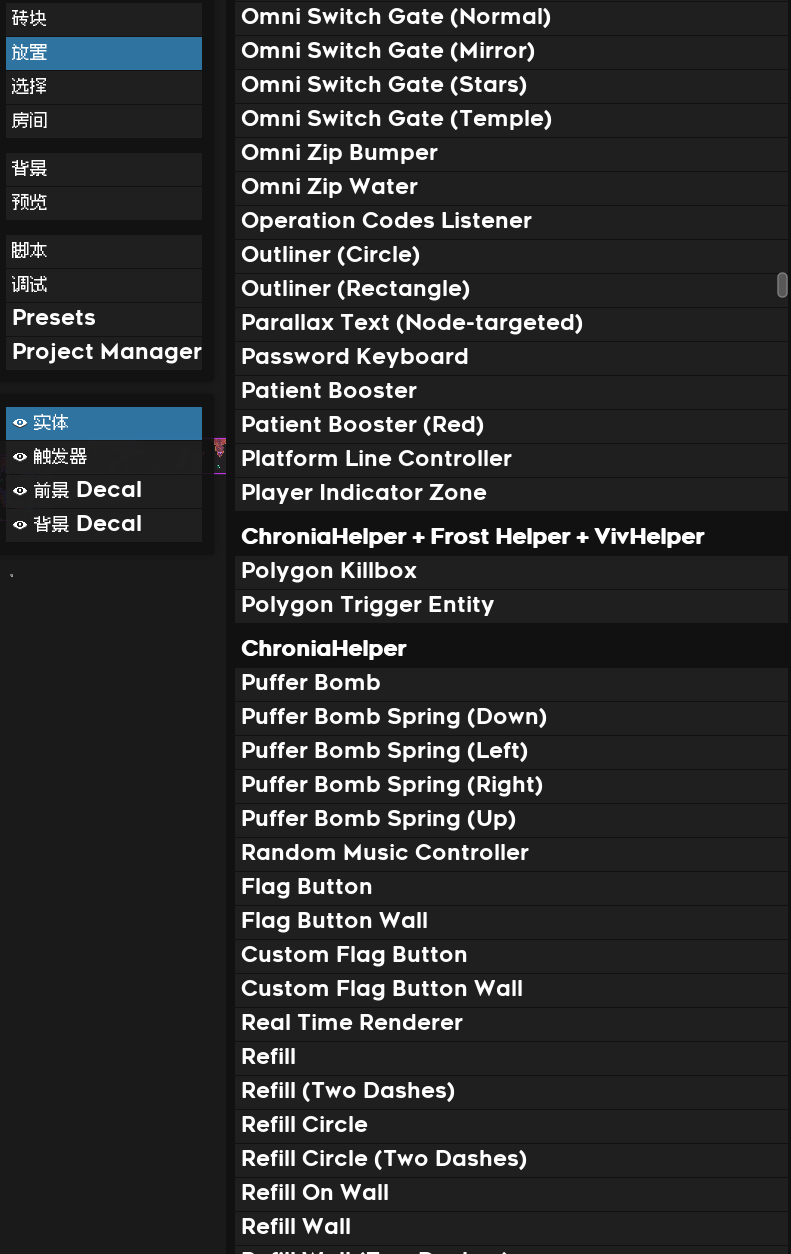 砖块
放置
选择
房间
背景
预览
脚本
调试
Presets
Project Manager
实体
触发器
前景 Decal
背景 Decal
Omni Switch Gate (Normal)
Omni Switch Gate (Mirror)
Omni Switch Gate (Stars)
Omni Switch Gate (Temple)
Omni Zip Bumper
Omni Zip Water
Operation Codes Listener
Outliner (Circle)
Outliner (Rectangle)
Parallax Text (Node-targeted)
Password Keyboard
Patient Booster
Patient Booster (Red)
Platform Line Controller
Player Indicator Zone
ChroniaHelper + Frost Helper + VivHelper
Polygon Killbox
Polygon Trigger Entity
ChroniaHelper
Puffer Bomb
Puffer Bomb Spring (Down)
Puffer Bomb Spring (Left)
Puffer Bomb Spring (Right)
Puffer Bomb Spring (Up)
Random Music Controller
Flag Button
Flag Button Wall
Custom Flag Button
Custom Flag Button Wall
Real Time Renderer
Refill
Refill (Two Dashes)
Refill Circle
Refill Circle (Two Dashes)
Refill On Wall
Refill Wall